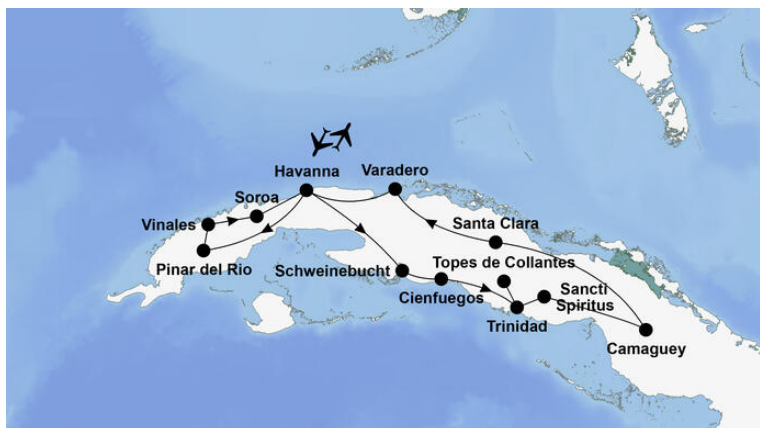 Havanna
Varadero
Soroa
Vinales
Santa Clara
Pinar del Rio
Schweinebucht
Topes de Collantes
Cienfuegos
Sancti
Spiritus
Trinidad
Camaguey